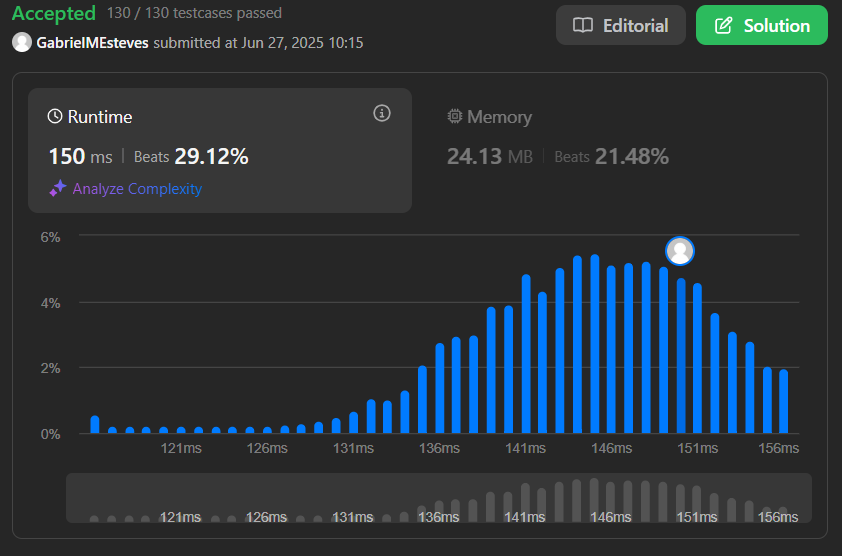 Accepted 130 / 130 testcases passed
GabrielMEsteves submitted at Jun 27, 2025 10:15
Editorial
Solution
Runtime
150 ms | Beats 29.12%
Analyze Complexity
Memory
24.13 MB | Beats 21.48%
6%
4%
2%
0%
121ms 126ms 131ms 136ms 141ms 146ms 151ms 156ms
121ms 126ms 131ms 136ms 141ms 146ms 151ms 156ms